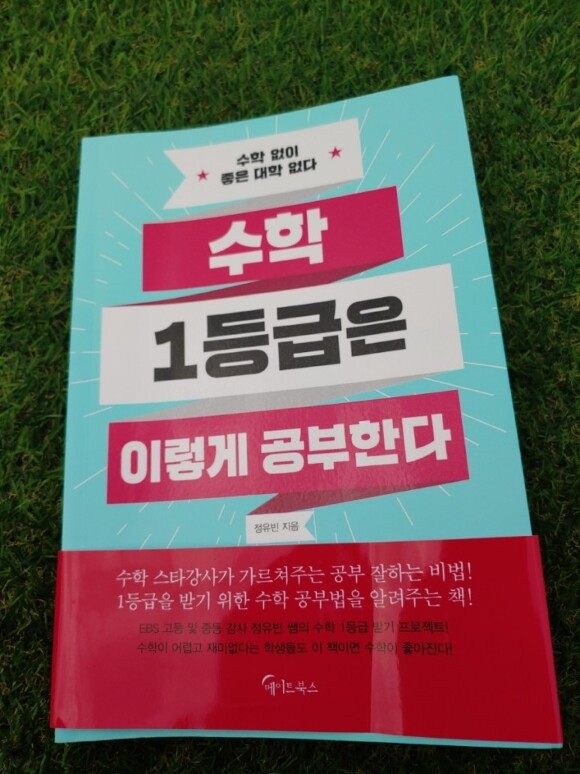 수학 없이
좋은 대학 없다
수학
1등급은
이렇게 공부한다
정유빈 지음
수학 스타강사가 가르쳐주는 공부 잘하는 비법!
1등급을 받기 위한 수학 공부법을 알려주는 책!
EBS 고등 및 중등 강사 정유빈 쌤의 수학 1등급 받기 프로젝트!
수학이 어렵고 재미없다는 학생들도 이 책이면 수학이 좋아진다!
메이트북스